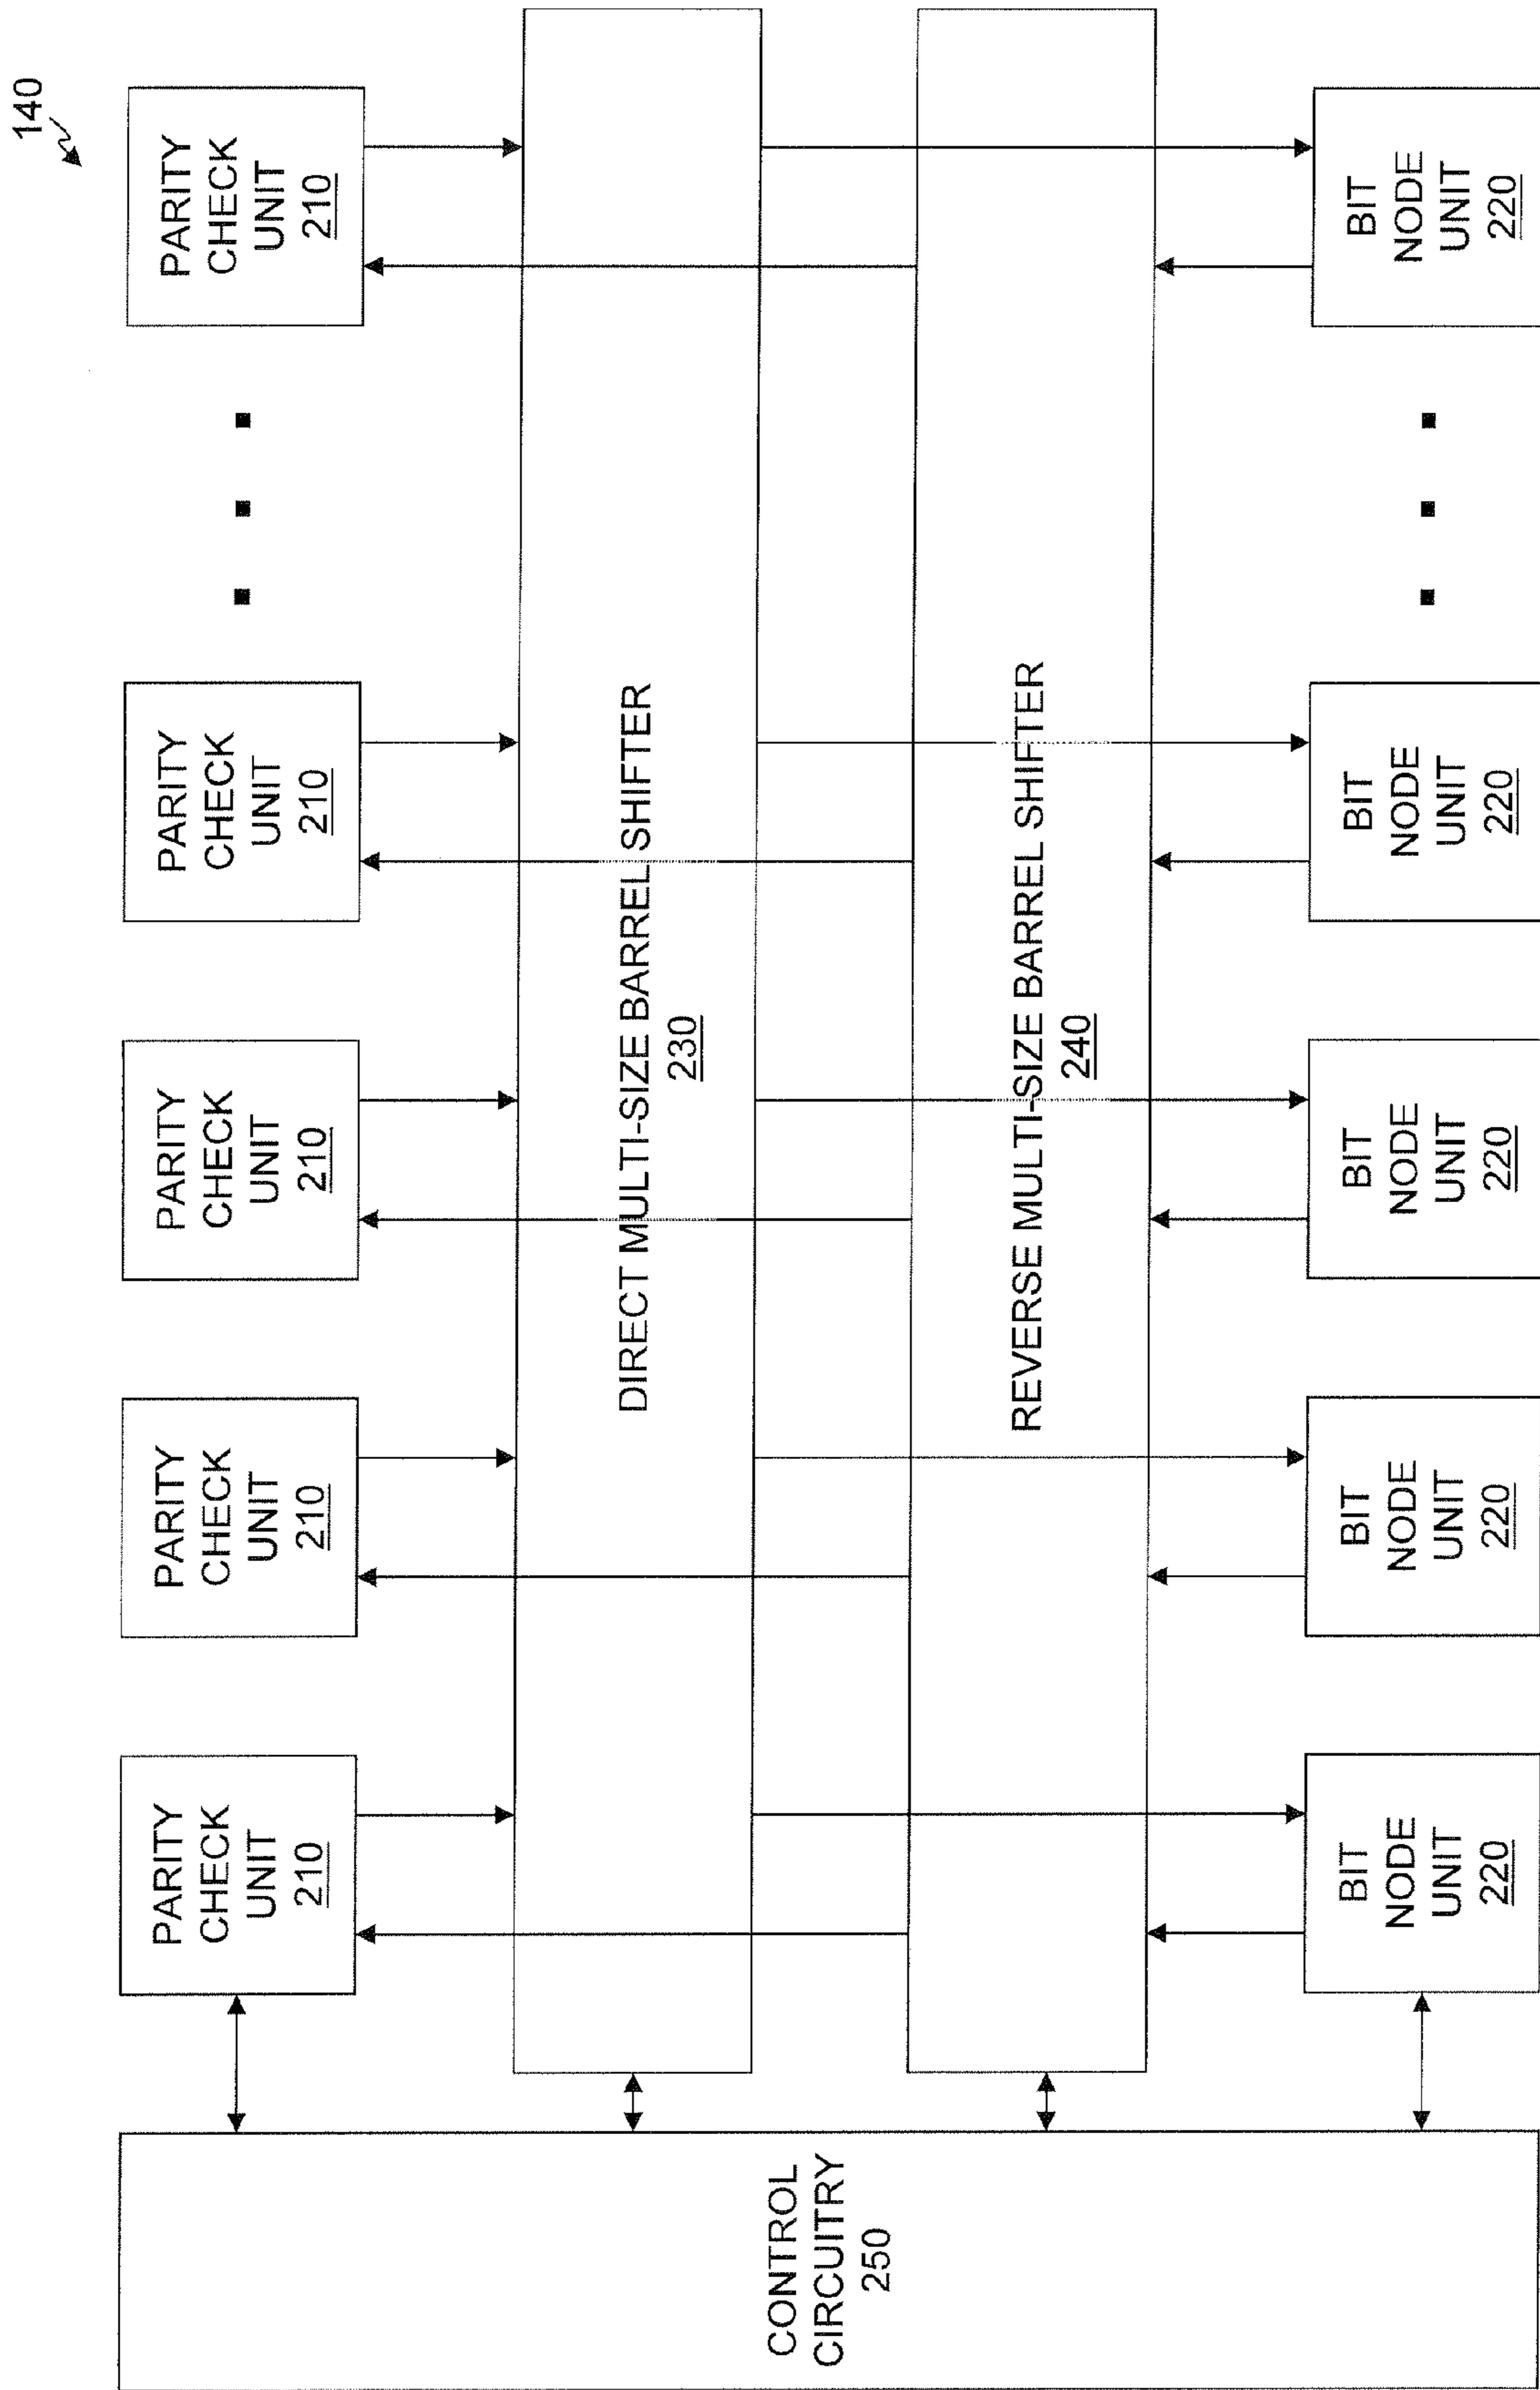 140
PARITY
CHECK
UNIT
210
PARITY
CHECK
UNIT
210
PARITY
CHECK
UNIT
210
PARITY
CHECK
UNIT
210
PARITY
CHECK
UNIT
210
DIRECT MULTI-SIZE BARREL SHIFTER
230
REVERSE MULTI-SIZE BARREL SHIFTER
240
BIT
NODE
UNIT
220
BIT
NODE
UNIT
220
BIT
NODE
UNIT
220
BIT
NODE
UNIT
220
BIT
NODE
UNIT
220
CONTROL
CIRCUITRY
250